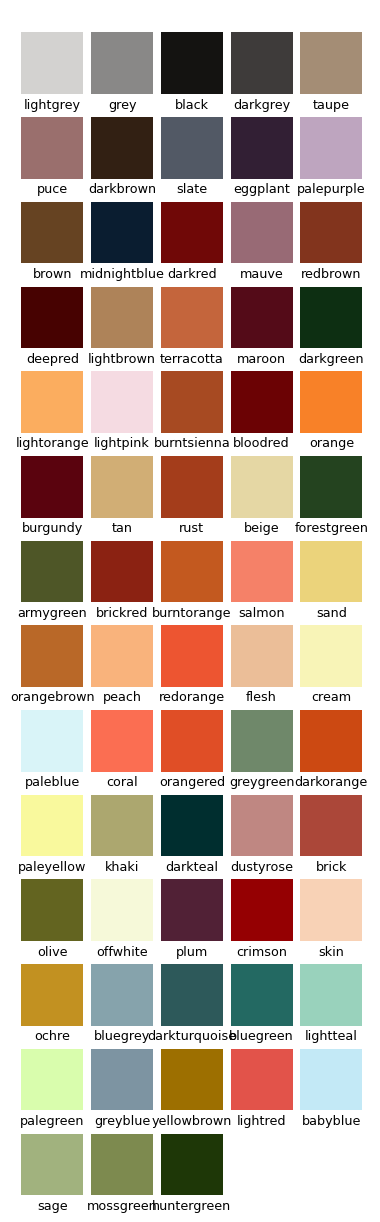 lightgrey grey black darkgrey taupe
puce darkbrown slate eggplant palepurple
brown midnightblue darkred mauve redbrown
deepred lightbrown terracotta maroon darkgreen
lightorange lightpink burntsienna bloodred orange
burgundy tan rust beige forestgreen
armygreen brickred burntorange salmon sand
orangebrown peach redorange flesh cream
paleblue coral orangered greygreen darkorange
paleyellow khaki darkteal dustyrose brick
olive offwhite plum crimson skin
ochre bluegrey darkturquoise bluegreen lightteal
palegreen greyblue yellowbrown lightred babyblue
sage mossgreen huntergreen